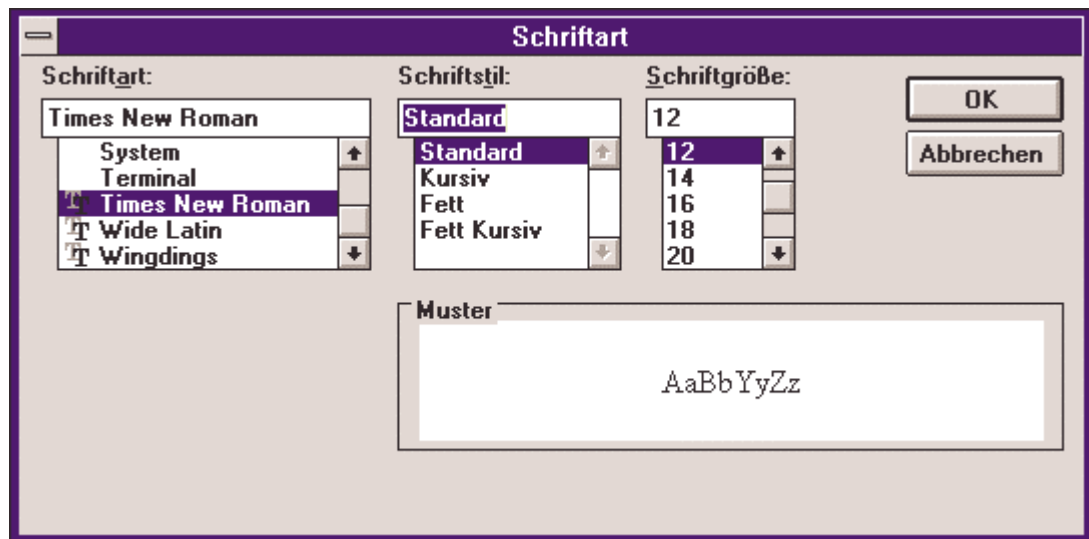 Schriftart
Schriftart:
Times New Roman
System
Terminal
Times New Roman
Wide Latin
Wingdings
Schriftstil:
Standard
Standard
Kursiv
Fett
Fett Kursiv
Schriftgröße:
12
12
14
16
18
20
OK
Abbrechen
Muster
AaBbYyZz